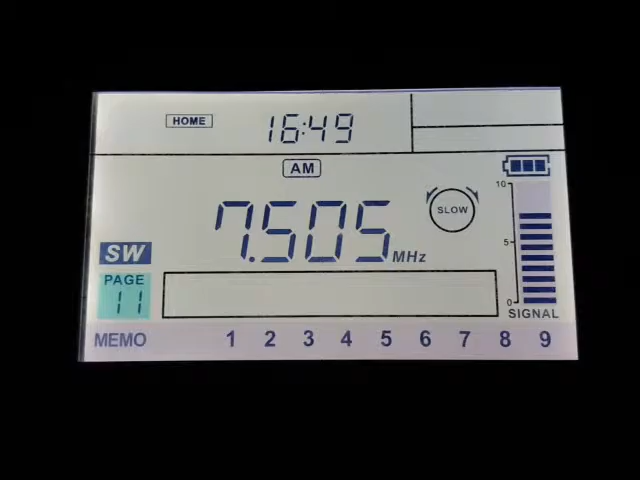 HOME 16:49
AM
10
SLOW
7.505 MHz
5
SW
PAGE
11
0
SIGNAL
MEMO 1 2 3 4 5 6 7 8 9